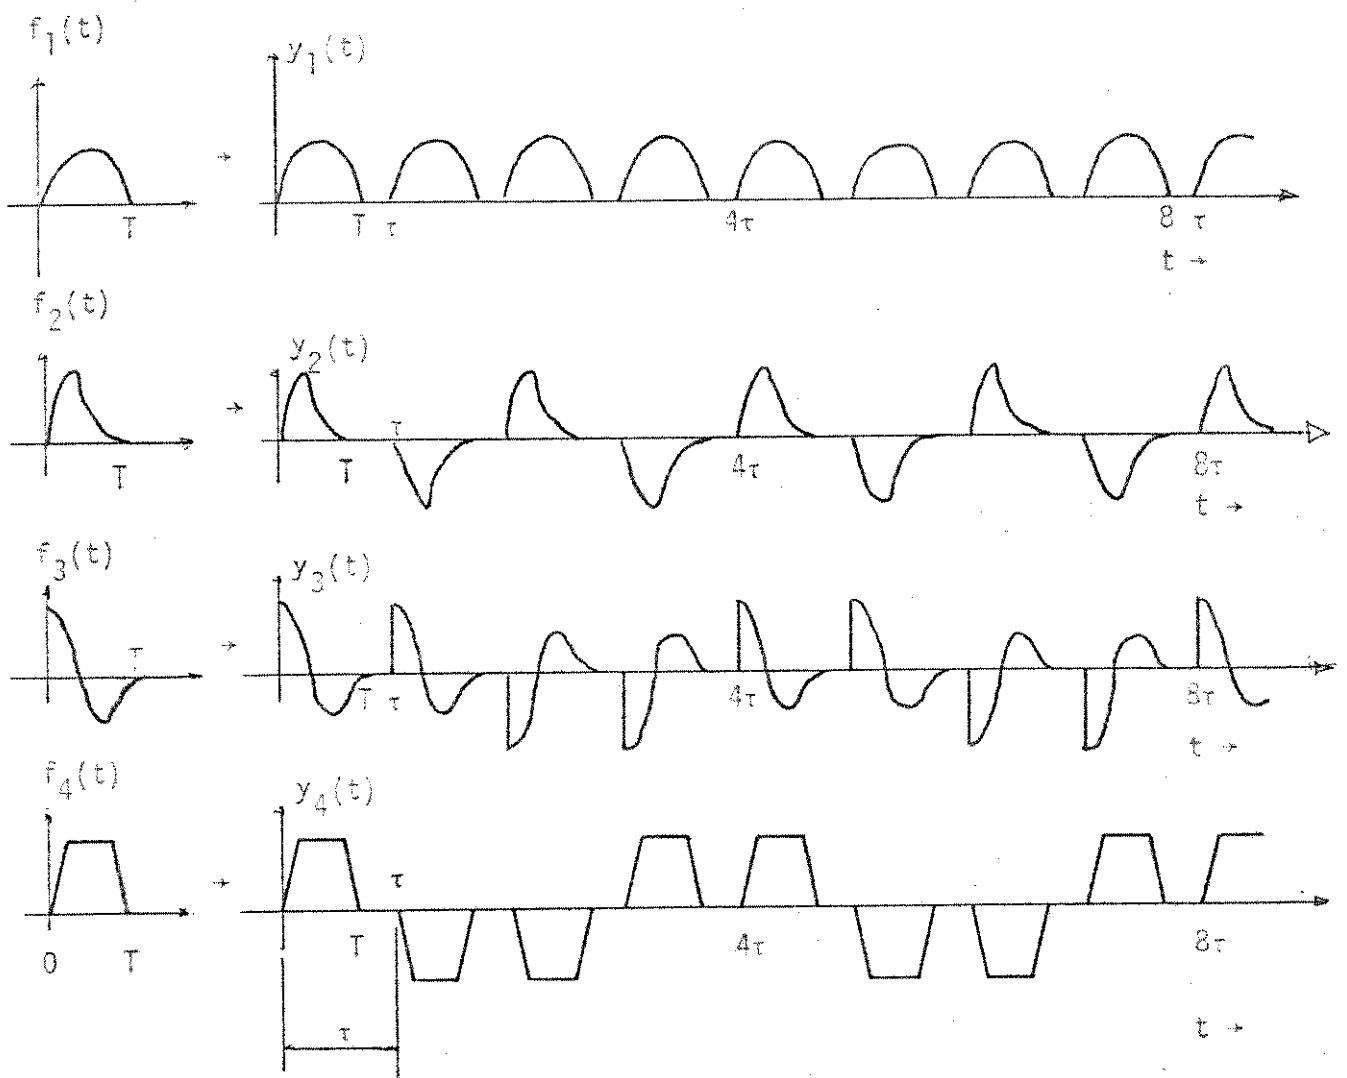 f1(t)
y1(t)
T
T τ 4τ 8 τ
t →
f2(t)
y2(t)
T
τ
T 4τ 8τ
t →
f3(t)
y3(t)
T
T τ 4τ 8τ
t →
f4(t)
y4(t)
0 T
τ
T 4τ 8τ
τ
t →